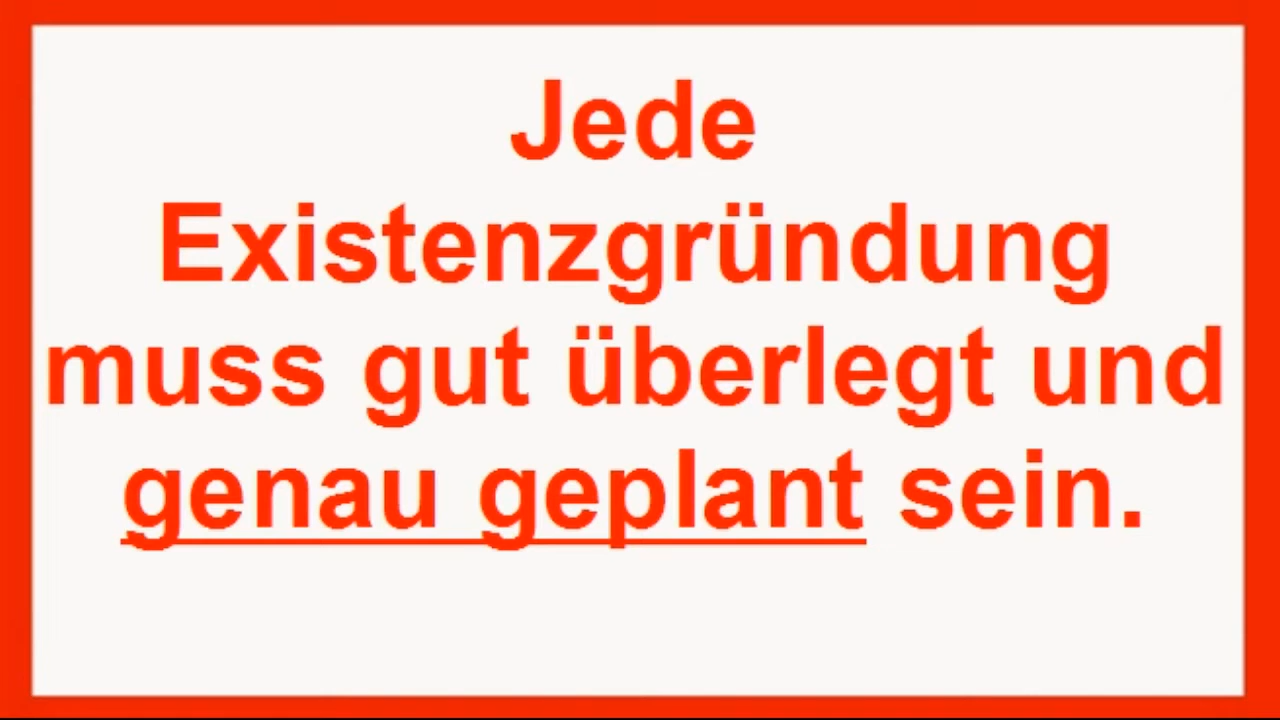 Jede
Existenzgründung
muss gut überlegt und
genau geplant sein.